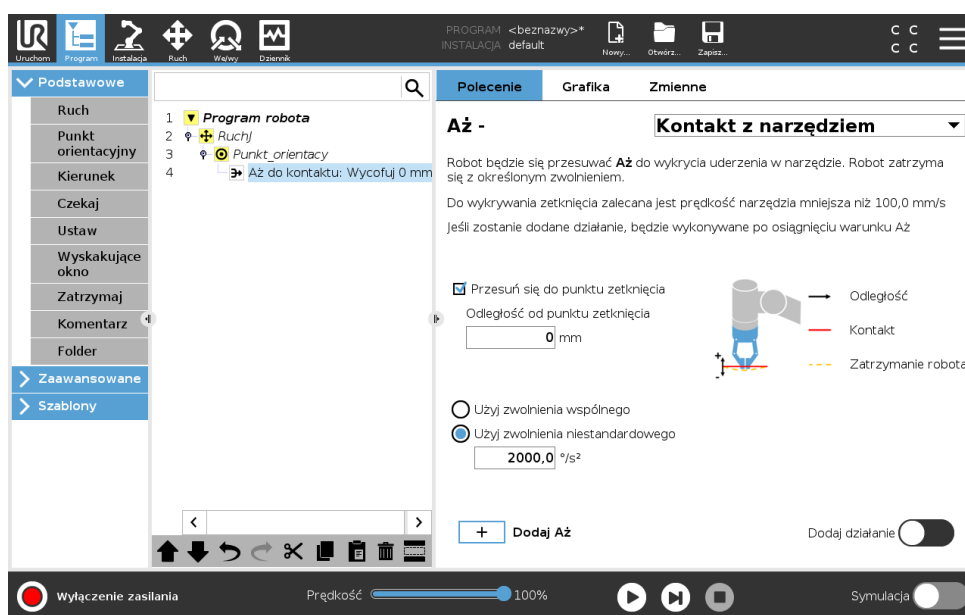 UR
PROGRAM <beznazwy>*
INSTALACJA default
C C
C C
Uruchom Program Instalacja Ruch We/wy Dziennik Nowy... Otwórz... Zapisz...
Podstawowe
Ruch
Punkt
orientacyjny
Kierunek
Czekaj
Ustaw
Wyskakujące
okno
Zatrzymaj
Komentarz
Folder
Zaawansowane
Szablony
1 Program robota
2 RuchJ
3 Punkt_orientacy
4 Aż do kontaktu: Wycofuj 0 mm
Polecenie Grafika Zmienne
Aż - Kontakt z narzędziem
Robot będzie się przesuwać Aż do wykrycia uderzenia w narzędzie. Robot zatrzyma
się z określonym zwolnieniem.
Do wykrywania zetknięcia zalecana jest prędkość narzędzia mniejsza niż 100,0 mm/s
Jeśli zostanie dodane działanie, będzie wykonywane po osiągnięciu warunku Aż
Przesuń się do punktu zetknięcia
Odległość od punktu zetknięcia
0 mm
+
-
Odległość
Kontakt
Zatrzymanie robota
Użyj zwolnienia wspólnego
Użyj zwolnienia niestandardowego
2000,0 °/s²
+ Dodaj Aż
Dodaj działanie
Wyłączenie zasilania Prędkość 100% Symulacja